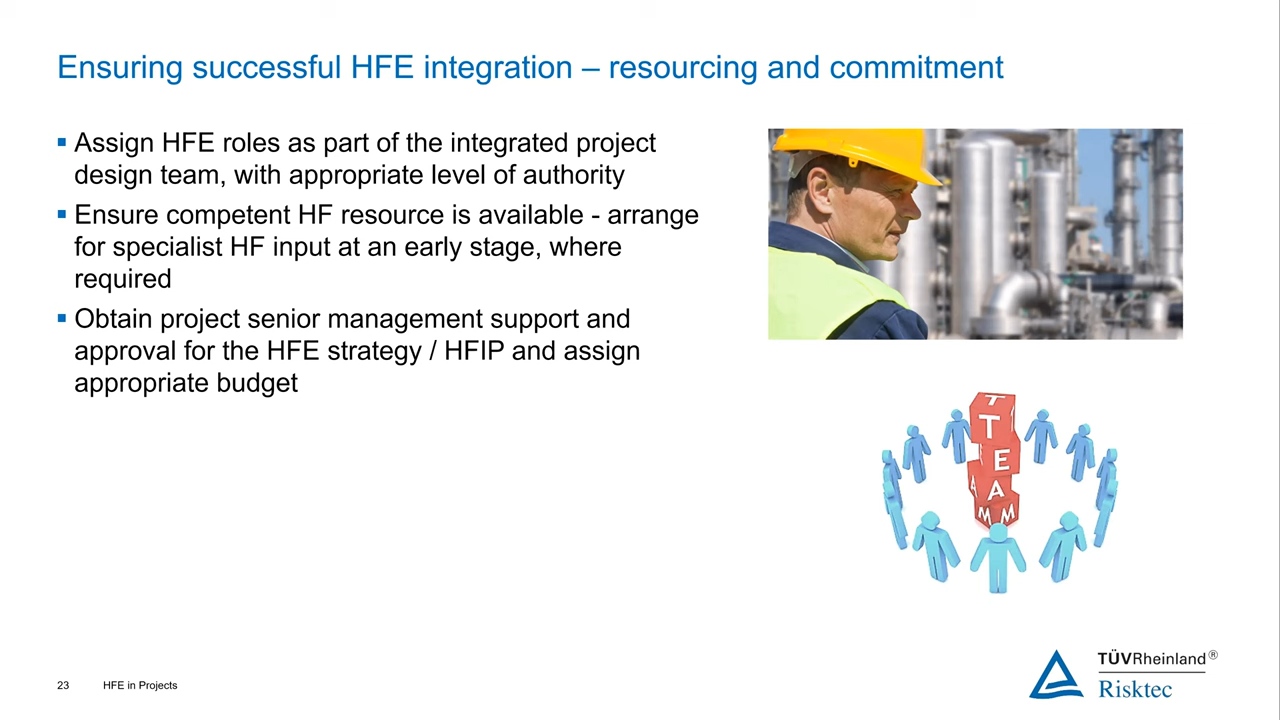 Ensuring successful HFE integration – resourcing and commitment
▪ Assign HFE roles as part of the integrated project
design team, with appropriate level of authority
▪ Ensure competent HF resource is available - arrange
for specialist HF input at an early stage, where
required
▪ Obtain project senior management support and
approval for the HFE strategy / HFIP and assign
appropriate budget
T
T
E
A A
M M
23 HFE in Projects
TÜVRheinland®
Risktec